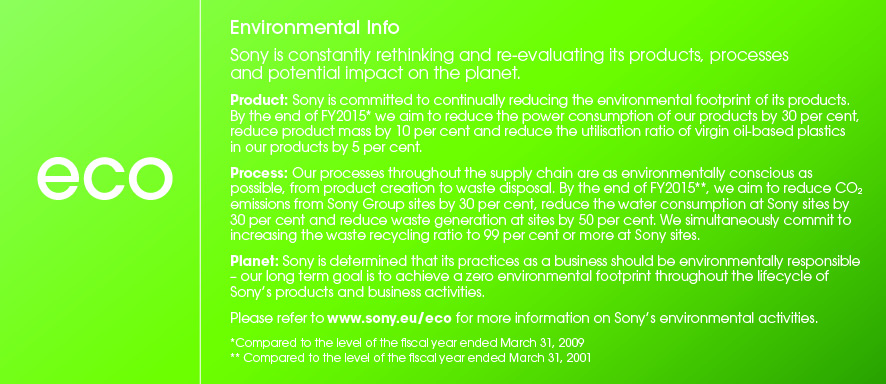 eco
Environmental Info
Sony is constantly rethinking and re-evaluating its products, processes
and potential impact on the planet.
Product: Sony is committed to continually reducing the environmental footprint of its products.
By the end of FY2015* we aim to reduce the power consumption of our products by 30 per cent,
reduce product mass by 10 per cent and reduce the utilisation ratio of virgin oil-based plastics
in our products by 5 per cent.
Process: Our processes throughout the supply chain are as environmentally conscious as
possible, from product creation to waste disposal. By the end of FY2015**, we aim to reduce CO₂
emissions from Sony Group sites by 30 per cent, reduce the water consumption at Sony sites by
30 per cent and reduce waste generation at sites by 50 per cent. We simultaneously commit to
increasing the waste recycling ratio to 99 per cent or more at Sony sites.
Planet: Sony is determined that its practices as a business should be environmentally responsible
– our long term goal is to achieve a zero environmental footprint throughout the lifecycle of
Sony's products and business activities.
Please refer to www.sony.eu/eco for more information on Sony's environmental activities.
*Compared to the level of the fiscal year ended March 31, 2009
** Compared to the level of the fiscal year ended March 31, 2001